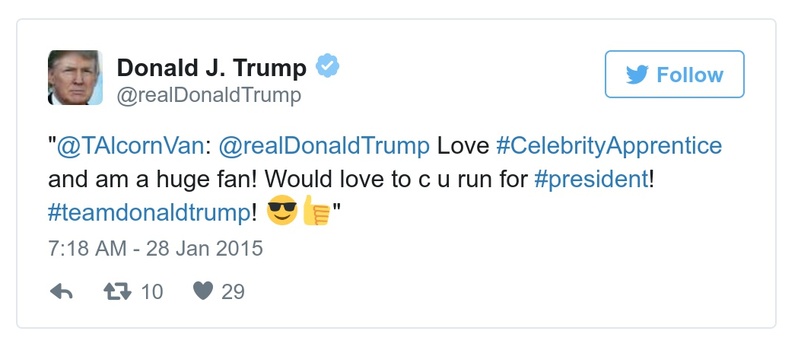 Donald J. Trump
@realDonaldTrump
Follow
"@TAlcornVan: @realDonaldTrump Love #CelebrityApprentice
and am a huge fan! Would love to c u run for #president!
#teamdonaldtrump! 😎👍"
7:18 AM - 28 Jan 2015
10 29